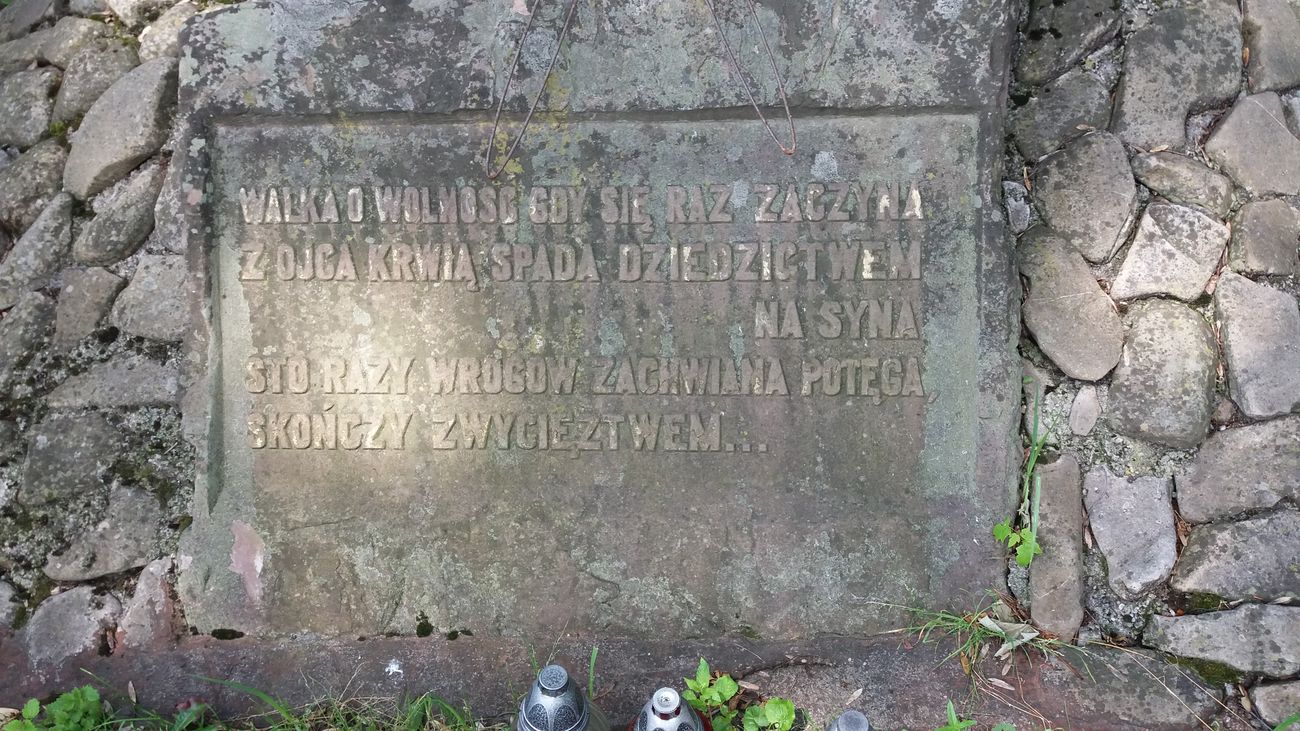 WALKA O WOLNOŚĆ GDY SIĘ RAZ ZACZYNA
Z OJCA KRWIĄ SPADA DZIEDZICTWEM
NA SYNA
STO RAZY WROGÓW ZACHWIANA POTĘGA,
SKOŃCZY ZWYCIĘZTWEM...